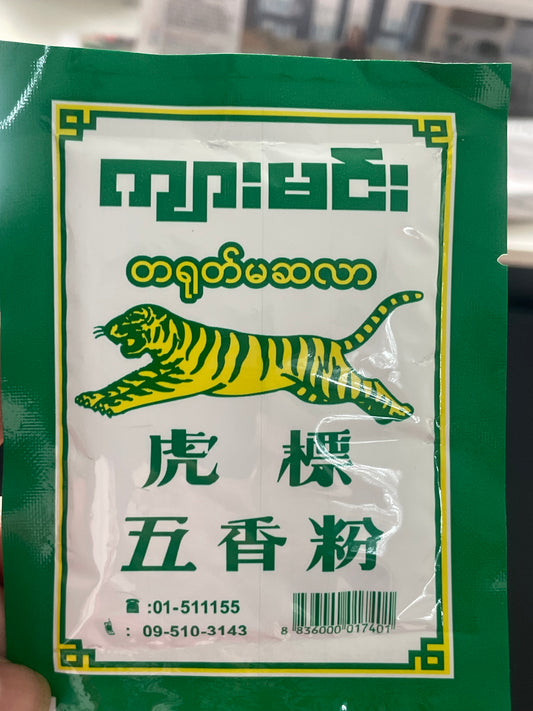 ကျားမင်း
တရုတ်မဆလာ
虎標
五香粉
☎:01-511155
📱: 09-510-3143
8 836000 017401